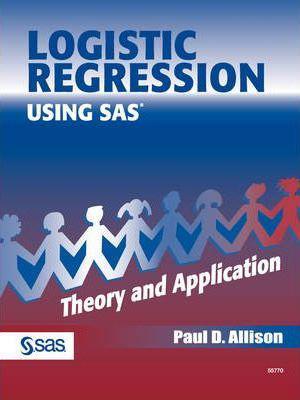 LOGISTIC
REGRESSION
USING SAS®
Theory and Application
Paul D. Allison
sas.
55770